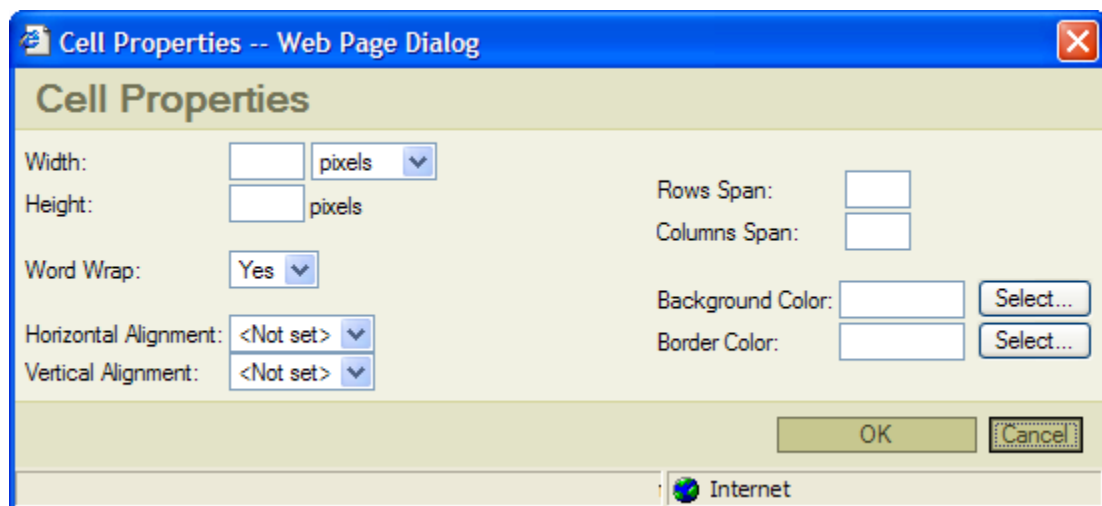 Cell Properties -- Web Page Dialog
Cell Properties
Width: pixels
Height: pixels
Rows Span:
Columns Span:
Word Wrap: Yes
Background Color: Select...
Horizontal Alignment: <Not set>
Border Color: Select...
Vertical Alignment: <Not set>
OK Cancel
Internet